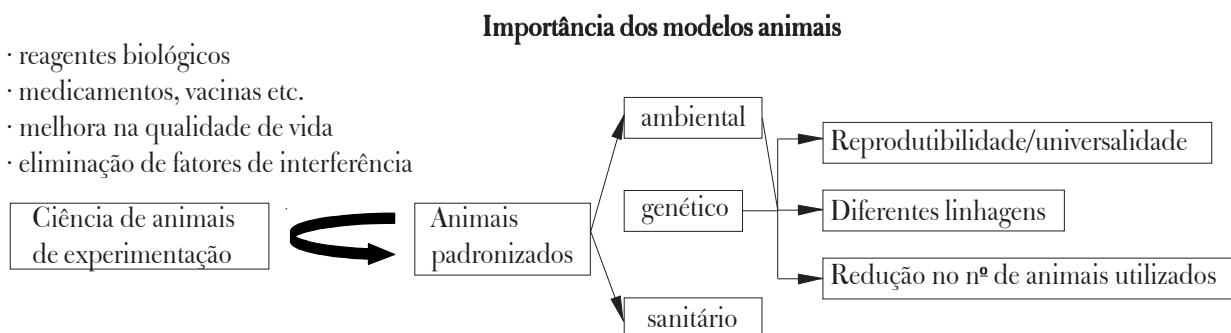 Importância dos modelos animais
· reagentes biológicos
· medicamentos, vacinas etc.
· melhora na qualidade de vida
· eliminação de fatores de interferência
Ciência de animais
de experimentação
Animais
padronizados
ambiental
genético
sanitário
Reprodutibilidade/universalidade
Diferentes linhagens
Redução no nº de animais utilizados